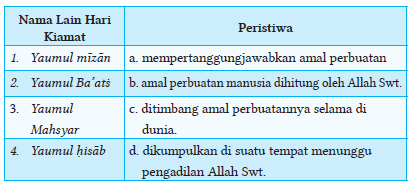 Nama Lain Hari Kiamat Peristiwa
1. Yaumul mīzān a. mempertanggungjawabkan amal perbuatan
2. Yaumul Ba'aṡ b. amal perbuatan manusia dihitung oleh Allah Swt.
3. Yaumul Mahsyar c. ditimbang amal perbuatannya selama di dunia.
4. Yaumul ḥisāb d. dikumpulkan di suatu tempat menunggu pengadilan Allah Swt.